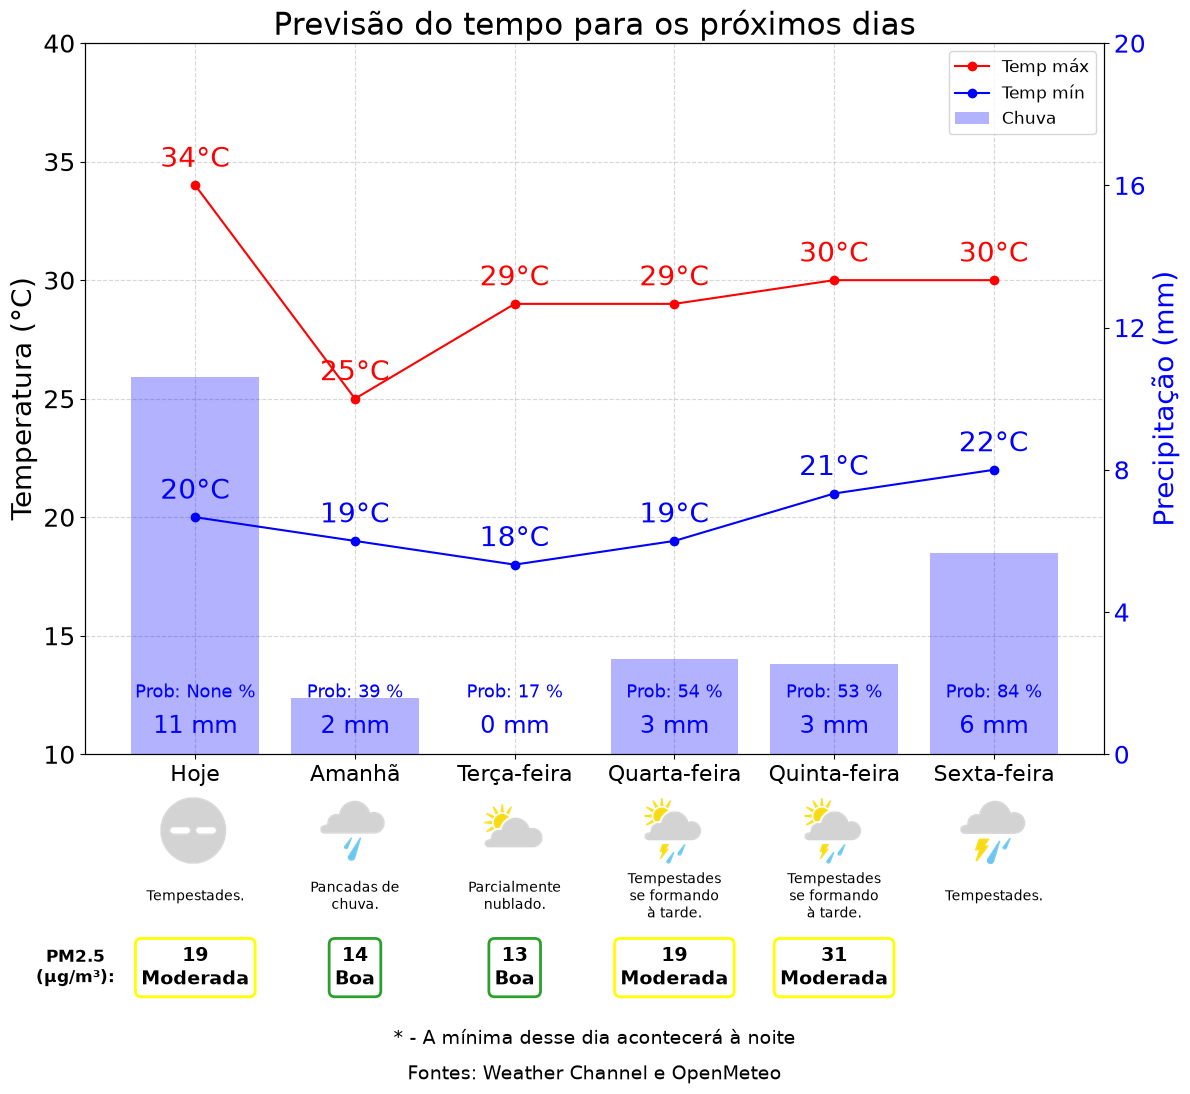 Previsão do tempo para os próximos dias
Temp máx
Temp mín
Chuva
Temperatura (°C)
40
35
30
25
20
15
10
Precipitação (mm)
20
16
12
8
4
0
34°C
25°C
29°C
29°C
30°C
30°C
20°C
19°C
18°C
19°C
21°C
22°C
Prob: None %
Prob: 39 %
Prob: 17 %
Prob: 54 %
Prob: 53 %
Prob: 84 %
11 mm
2 mm
0 mm
3 mm
3 mm
6 mm
Hoje
Amanhã
Terça-feira
Quarta-feira
Quinta-feira
Sexta-feira
Tempestades.
Pancadas de
chuva.
Parcialmente
nublado.
Tempestades
se formando
à tarde.
Tempestades
se formando
à tarde.
Tempestades.
PM2.5
(µg/m³):
19
Moderada
14
Boa
13
Boa
19
Moderada
31
Moderada
* - A mínima desse dia acontecerá à noite
Fontes: Weather Channel e OpenMeteo